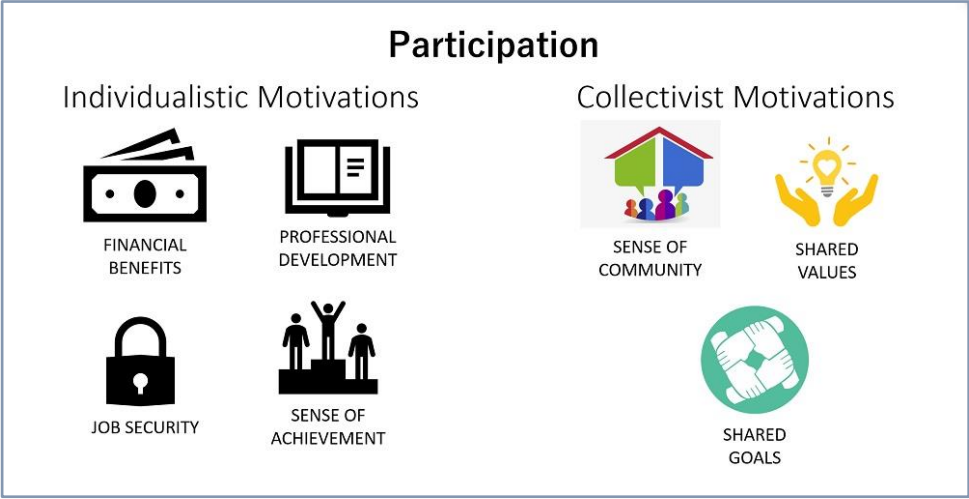 Participation
Individualistic Motivations
FINANCIAL
BENEFITS
PROFESSIONAL
DEVELOPMENT
JOB SECURITY
SENSE OF
ACHIEVEMENT
Collectivist Motivations
SENSE OF
COMMUNITY
SHARED
VALUES
SHARED
GOALS